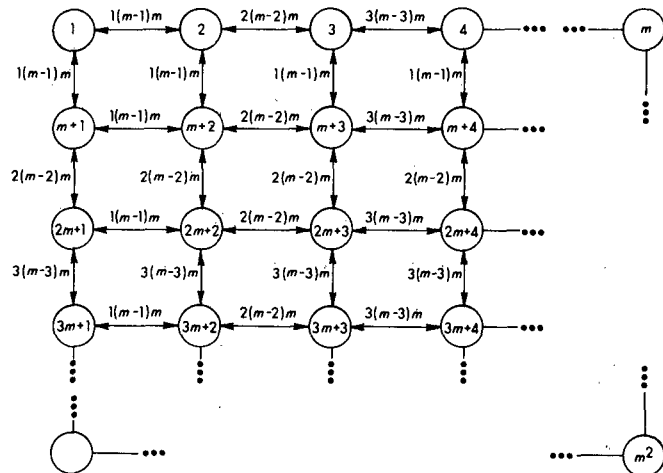 1 1(m-1)m 2 2(m-2)m 3 3(m-3)m 4 ••• ••• m
1(m-1)m 1(m-1)m 1(m-1)m 1(m-1)m
m+1 1(m-1)m m+2 2(m-2)m m+3 3(m-3)m m+4 •••
2(m-2)m 2(m-2)m 2(m-2)m 2(m-2)m
2m+1 1(m-1)m 2m+2 2(m-2)m 2m+3 3(m-3)m 2m+4 •••
3(m-3)m 3(m-3)m 3(m-3)m 3(m-3)m
3m+1 1(m-1)m 3m+2 2(m-2)m 3m+3 3(m-3)m 3m+4 •••
••• ••• m²